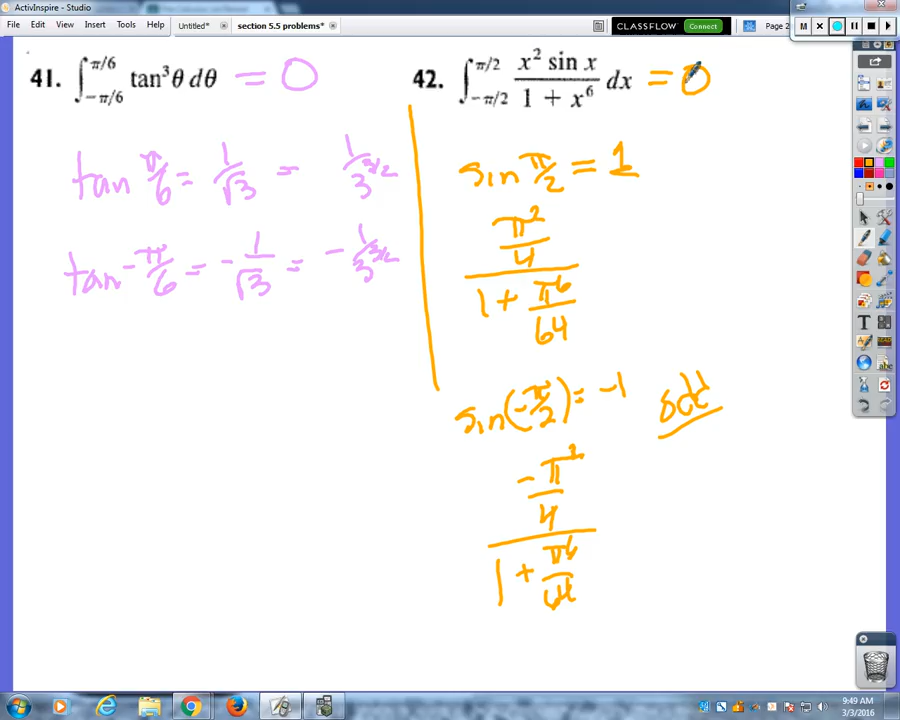 ActivInspire - Studio
File Edit View Insert Tools Help
Untitled* section 5.5 problems* CLASSFLOW Connect Page 2
41. ∫_{-π/6}^{π/6} tan³θ dθ = 0
tan π/6 = 1/√3 = 1/3^{3/2}
tan -π/6 = -1/√3 = -1/3^{3/2}
42. ∫_{-π/2}^{π/2} (x² sin x)/(1 + x⁶) dx = 0
sin π/2 = 1
(π²/4)/(1 + π⁶/64)
sin(-π/2) = -1 odd
(-π²/4)/(1 + π⁶/64)
9:49 AM
3/3/2016